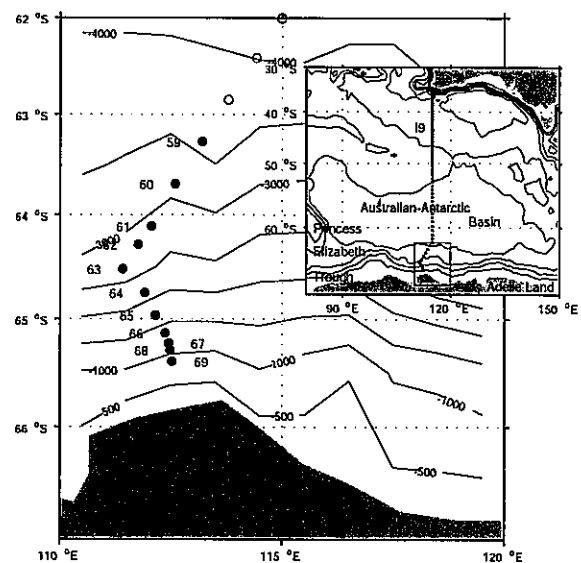 62 °S
-4000
-4000
30 °S
40 °S
I9
50 °S
Australian-Antarctic
Basin
Princess
Elizabeth
60
Trough
Adelie Land
90 °E
120 °E
150 °E
63 °S
59
60
-3000
64 °S
61
62
63
64
65 °S
65
66
67
68
69
-1000
-1000
-1000
-500
-500
-500
66 °S
110 °E
115 °E
120 °E